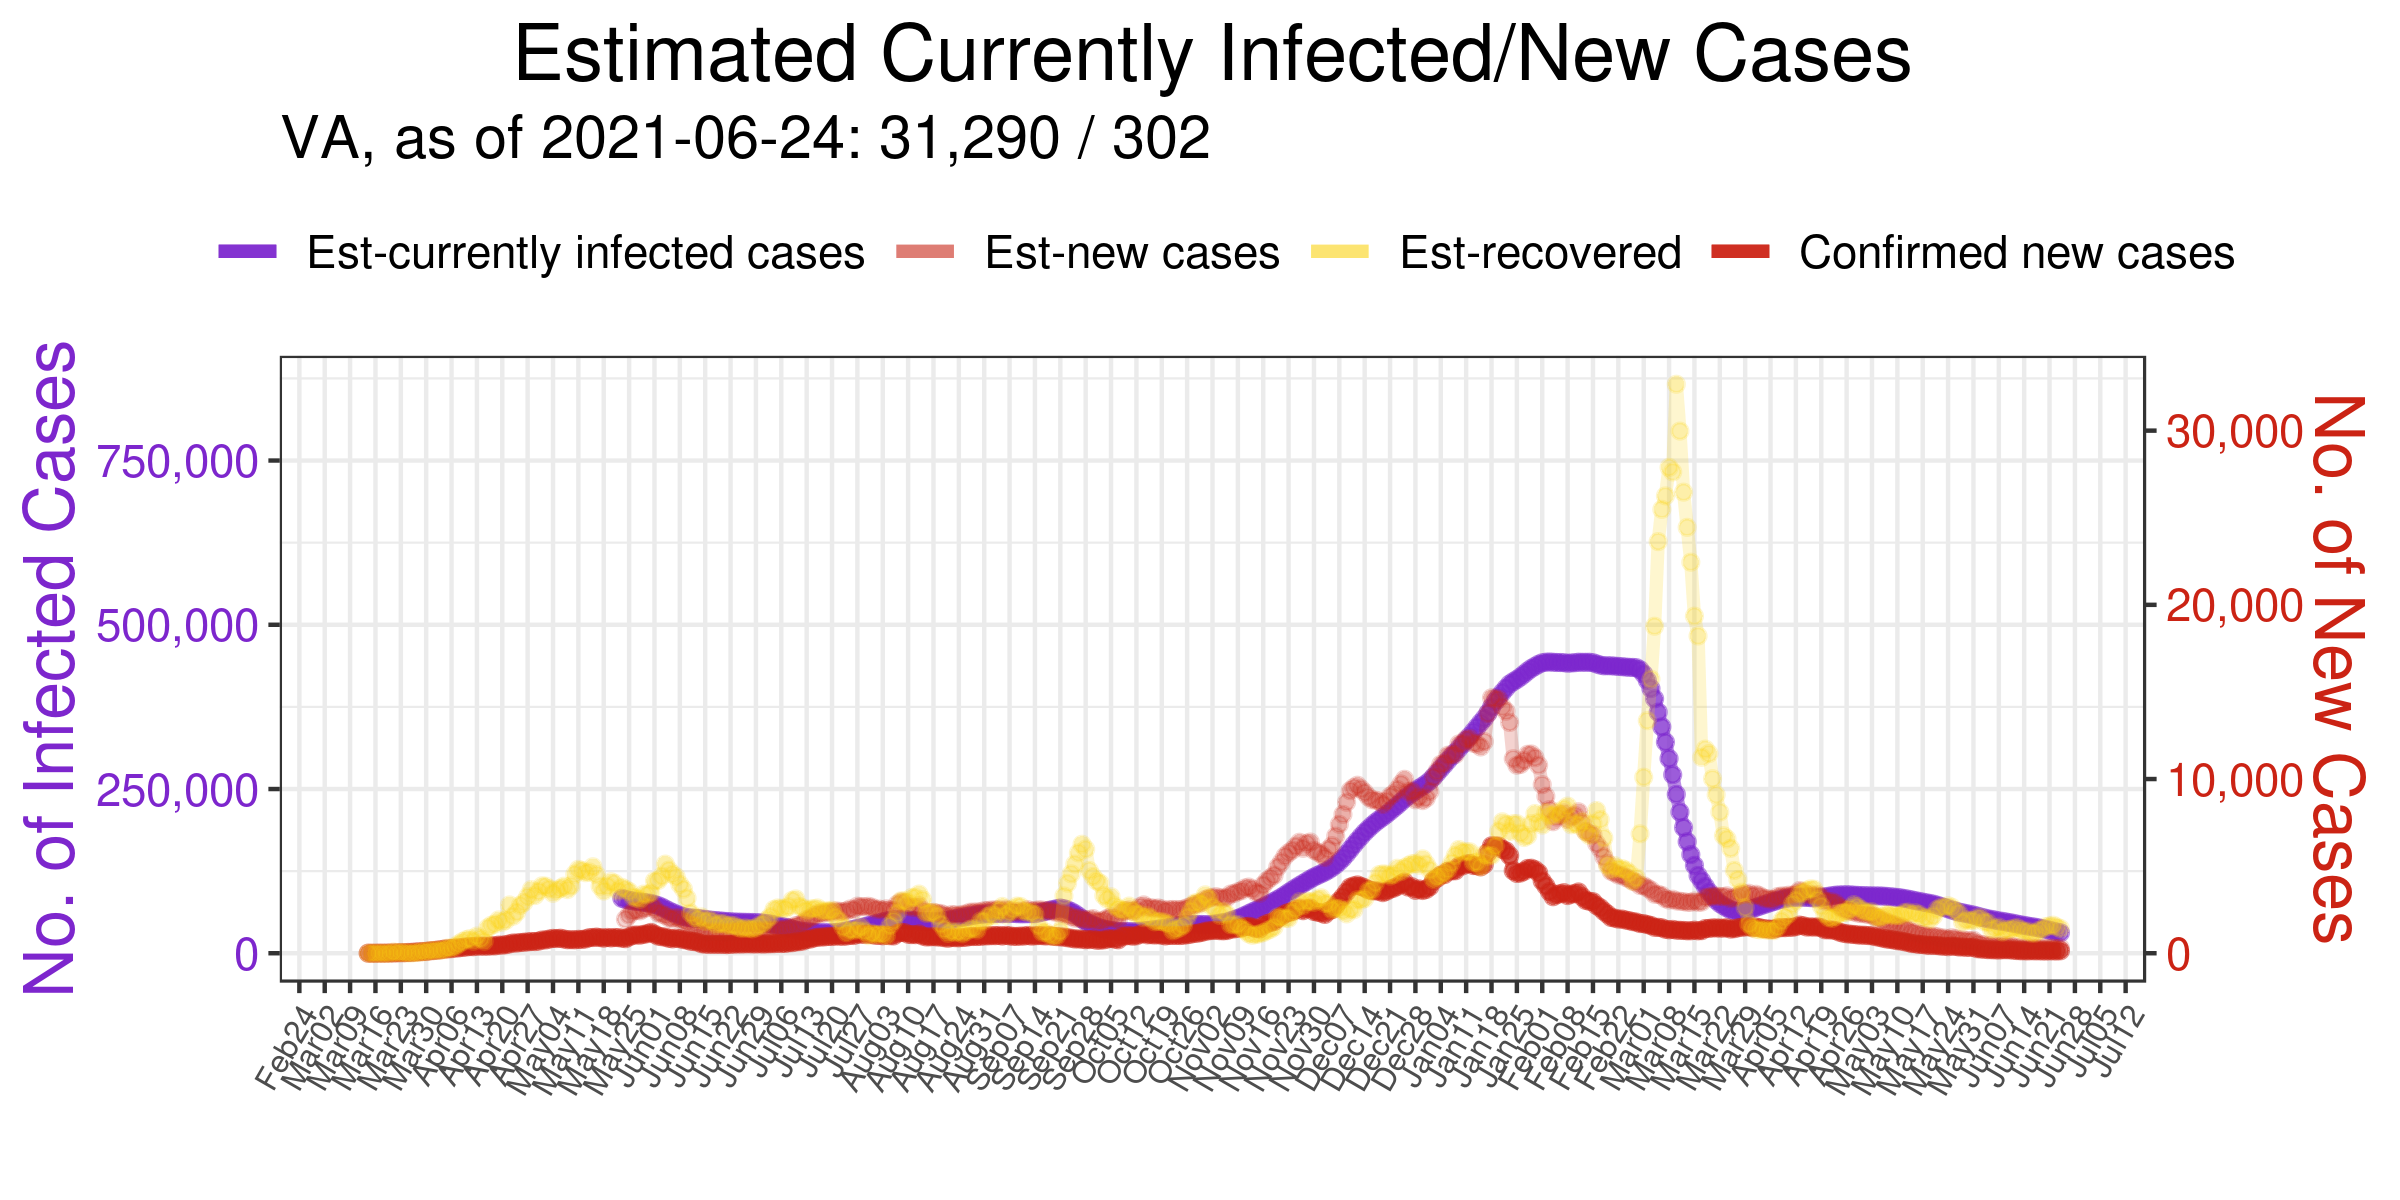 Estimated Currently Infected/New Cases
VA, as of 2021-06-24: 31,290 / 302
Est-currently infected cases
Est-new cases
Est-recovered
Confirmed new cases
No. of Infected Cases
750,000
500,000
250,000
0
30,000
20,000
10,000
0
No. of New Cases
Feb24
Mar02
Mar09
Mar16
Mar23
Mar30
Apr06
Apr13
Apr20
Apr27
May04
May11
May18
May25
Jun01
Jun08
Jun15
Jun22
Jun29
Jul06
Jul13
Jul20
Jul27
Aug03
Aug10
Aug17
Aug24
Aug31
Sep07
Sep14
Sep21
Sep28
Oct05
Oct12
Oct19
Oct26
Nov02
Nov09
Nov16
Nov23
Nov30
Dec07
Dec14
Dec21
Dec28
Jan04
Jan11
Jan18
Jan25
Feb01
Feb08
Feb15
Feb22
Mar01
Mar08
Mar15
Mar22
Mar29
Apr05
Apr12
Apr19
Apr26
May03
May10
May17
May24
May31
Jun07
Jun14
Jun21
Jun28
Jul05
Jul12